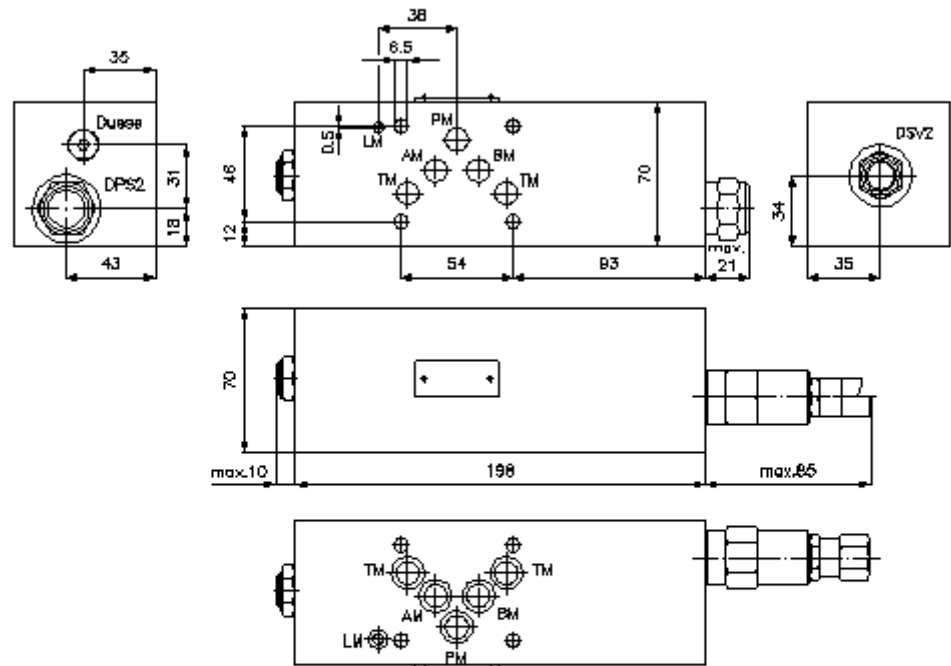 38
35
6.5
Duese
PM
DSV2
0.5
LM
AM
BM
46
31
DPS2
TM
TM
70
34
18
12
max.
43
54
93
21
35
70
max.10
198
max.85
TM
TM
AM
BM
LM
PM